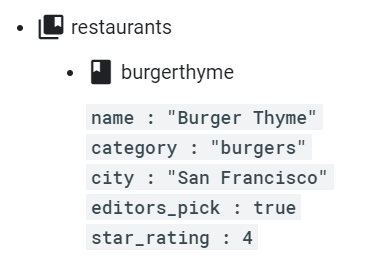 restaurants
burgerthyme
name : "Burger Thyme"
category : "burgers"
city : "San Francisco"
editors_pick : true
star_rating : 4